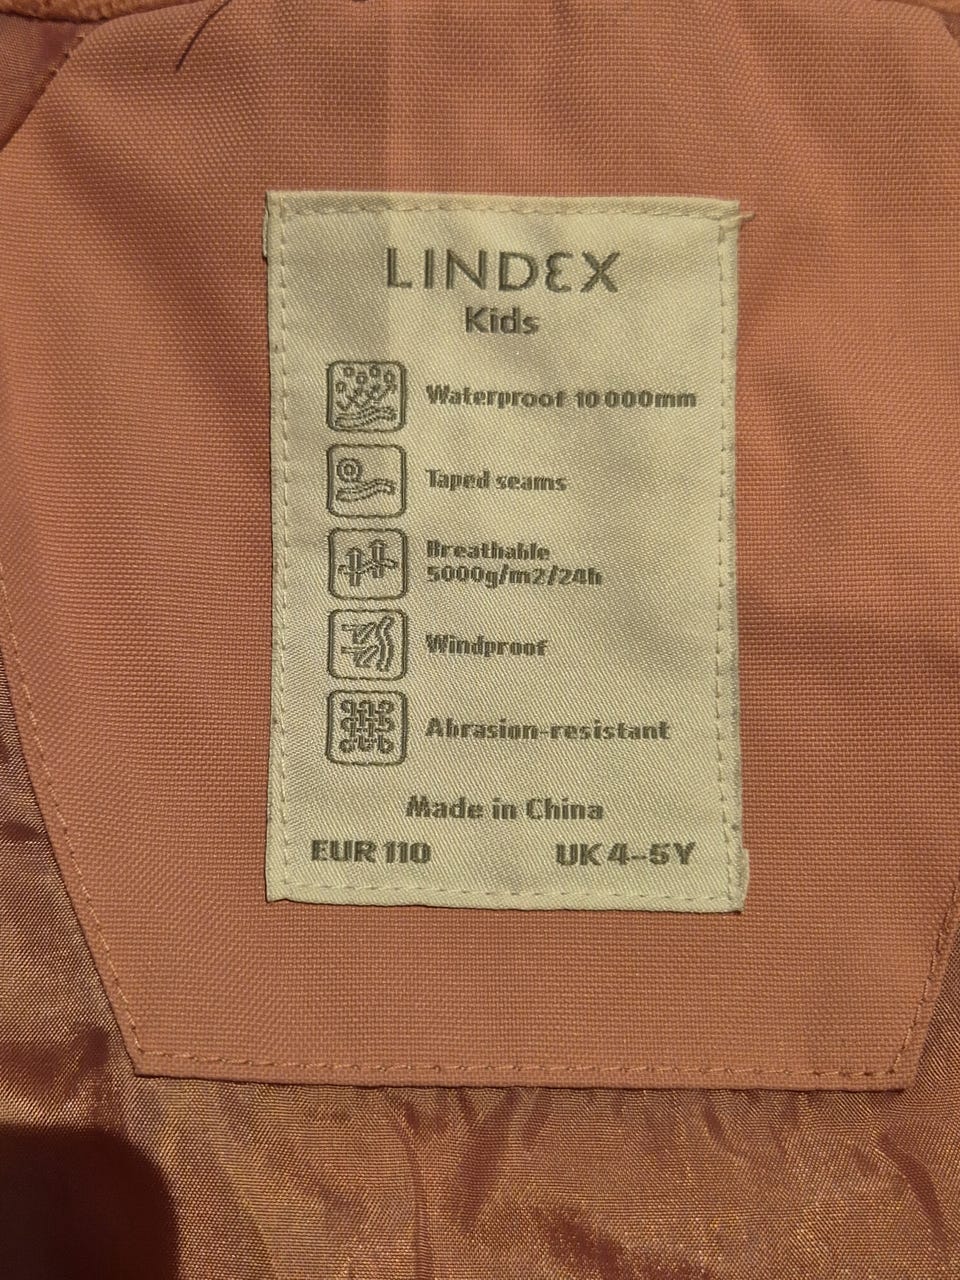 LINDEX
Kids
Waterproof 10 000mm
Taped seams
Breathable
5000g/m2/24h
Windproof
Abrasion-resistant
Made in China
EUR 110 UK 4-5Y